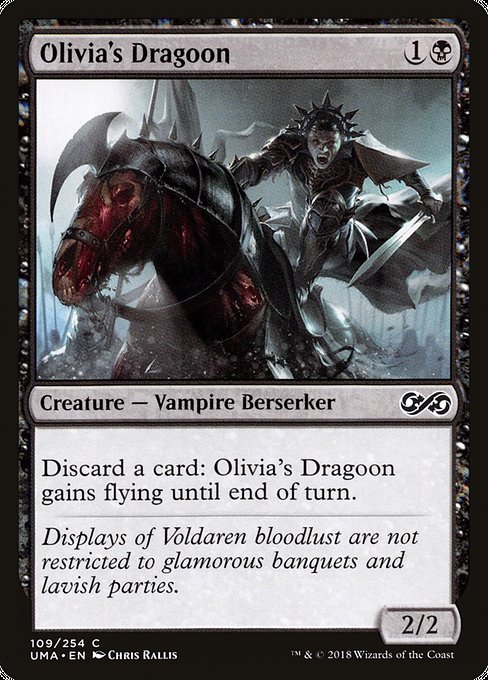 Olivia's Dragoon 1
Creature — Vampire Berserker
Discard a card: Olivia's Dragoon
gains flying until end of turn.
Displays of Voldaren bloodlust are not
restricted to glamorous banquets and
lavish parties.
2/2
109/254 C
UMA • EN Chris Rallis
™ & © 2018 Wizards of the Coast